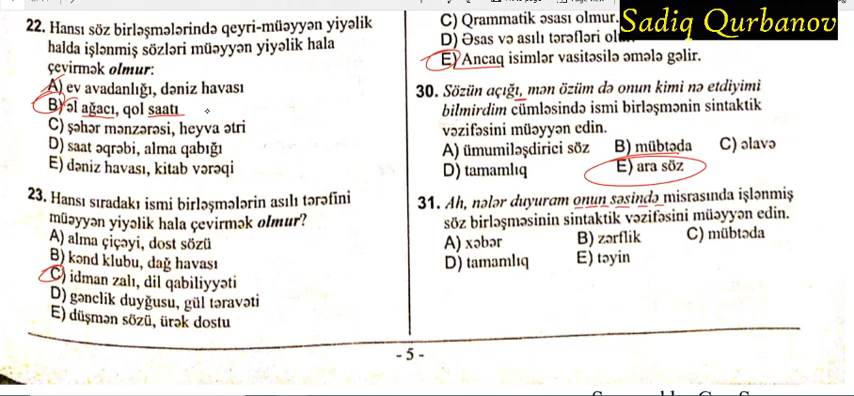 Sadiq Qurbanov
22. Hansı söz birləşmələrində qeyri-müəyyən yiyəlik
halda işlənmiş sözləri müəyyən yiyəlik hala
çevirmək olmur:
A) ev avadanlığı, dəniz havası
B) əl ağacı, qol saatı
C) şəhər mənzərəsi, heyva ətri
D) saat əqrəbi, alma qabığı
E) dəniz havası, kitab vərəqi
23. Hansı sıradakı ismi birləşmələrin asılı tərəfini
müəyyən yiyəlik hala çevirmək olmur?
A) alma çiçəyi, dost sözü
B) kənd klubu, dağ havası
C) idman zalı, dil qabiliyyəti
D) gənclik duyğusu, gül təravəti
E) düşmən sözü, ürək dostu
C) Qrammatik əsası olmur.
D) Əsas və asılı tərəfləri
E) Ancaq isimlər vasitəsilə əmələ gəlir.
30. Sözün açığı, mən özüm də onun kimi nə etdiyimi
bilmirdim cümləsində ismi birləşmənin sintaktik
vəzifəsini müəyyən edin.
A) ümumiləşdirici söz B) mübtəda C) əlavə
D) tamamlıq E) ara söz
31. Ah, nələr duyuram onun səsində misrasında işlənmiş
söz birləşməsinin sintaktik vəzifəsini müəyyən edin.
A) xəbər B) zərflik C) mübtəda
D) tamamlıq E) təyin
- 5 -